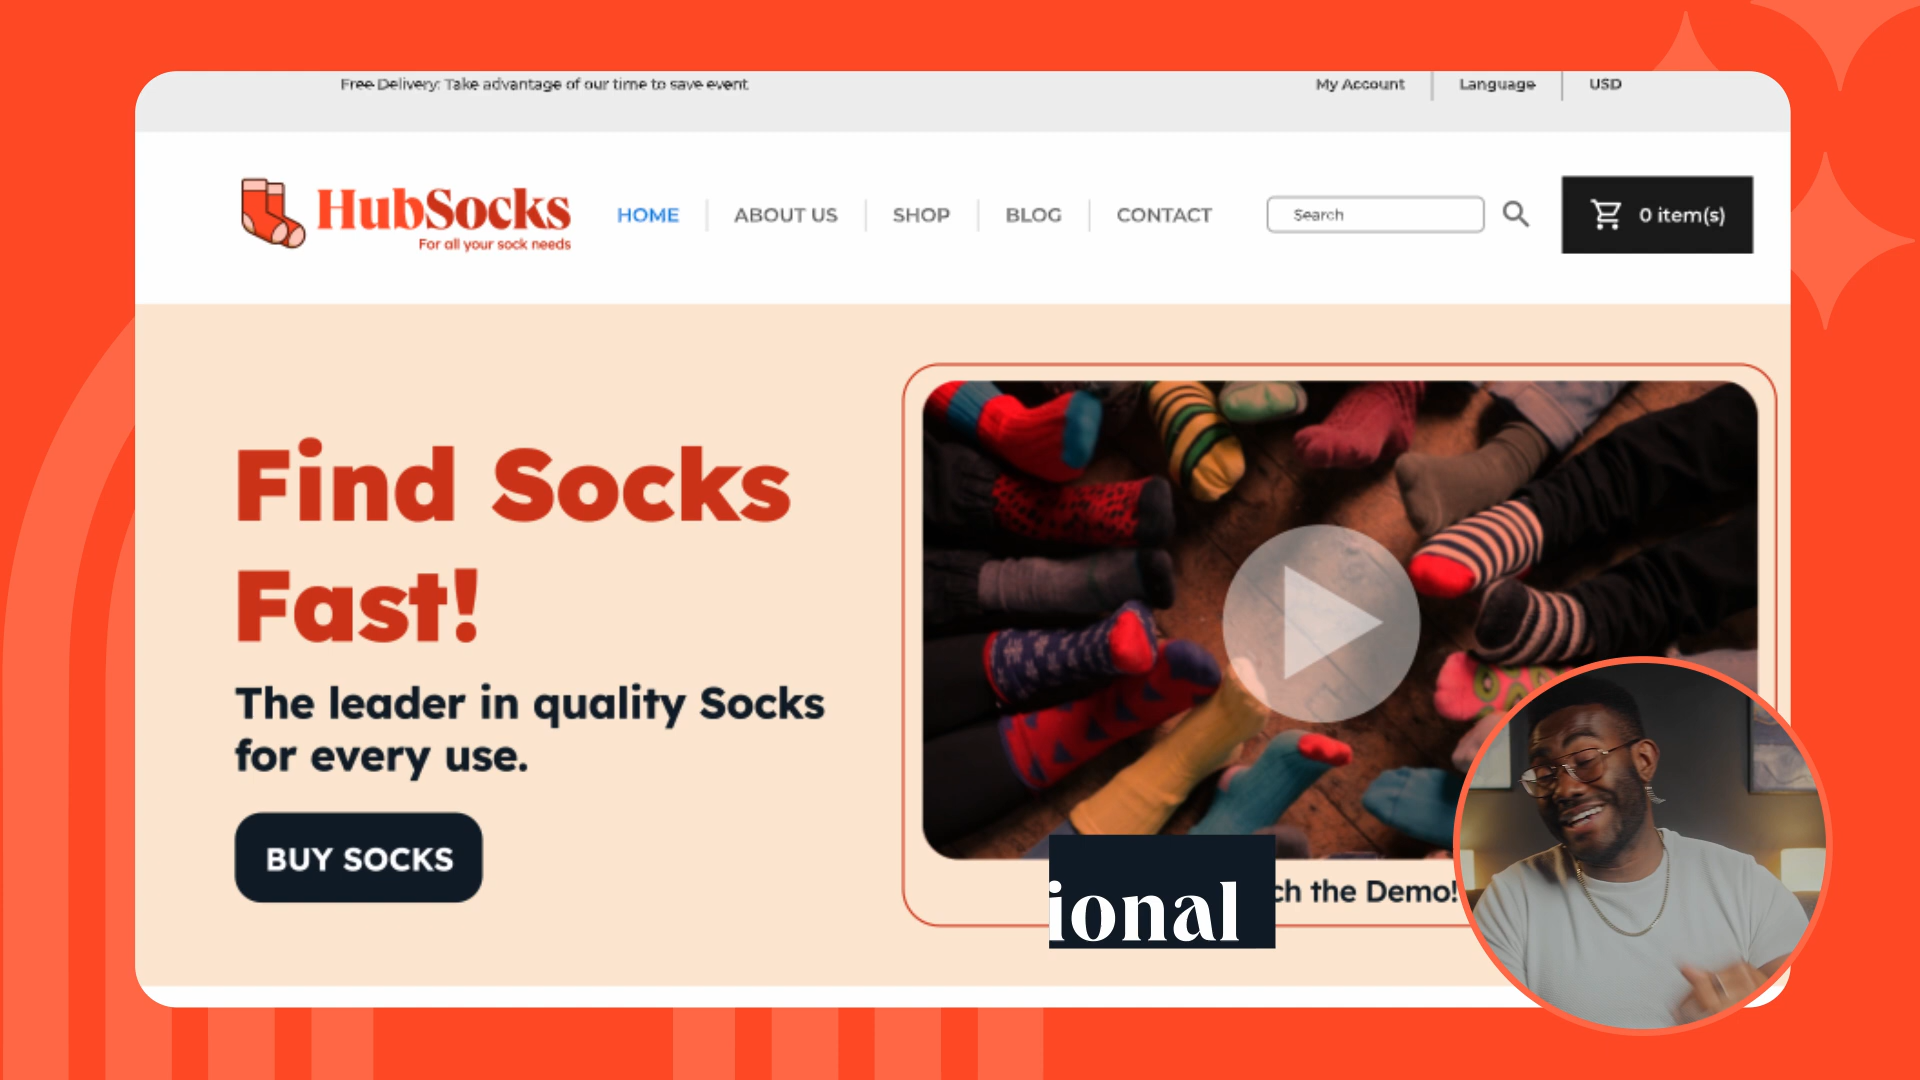 Free Delivery: Take advantage of our time to save event
My Account
Language
USD
HubSocks
For all your sock needs
HOME
ABOUT US
SHOP
BLOG
CONTACT
Search
0 item(s)
Find Socks
Fast!
The leader in quality Socks
for every use.
BUY SOCKS
ional
ch the Demo!